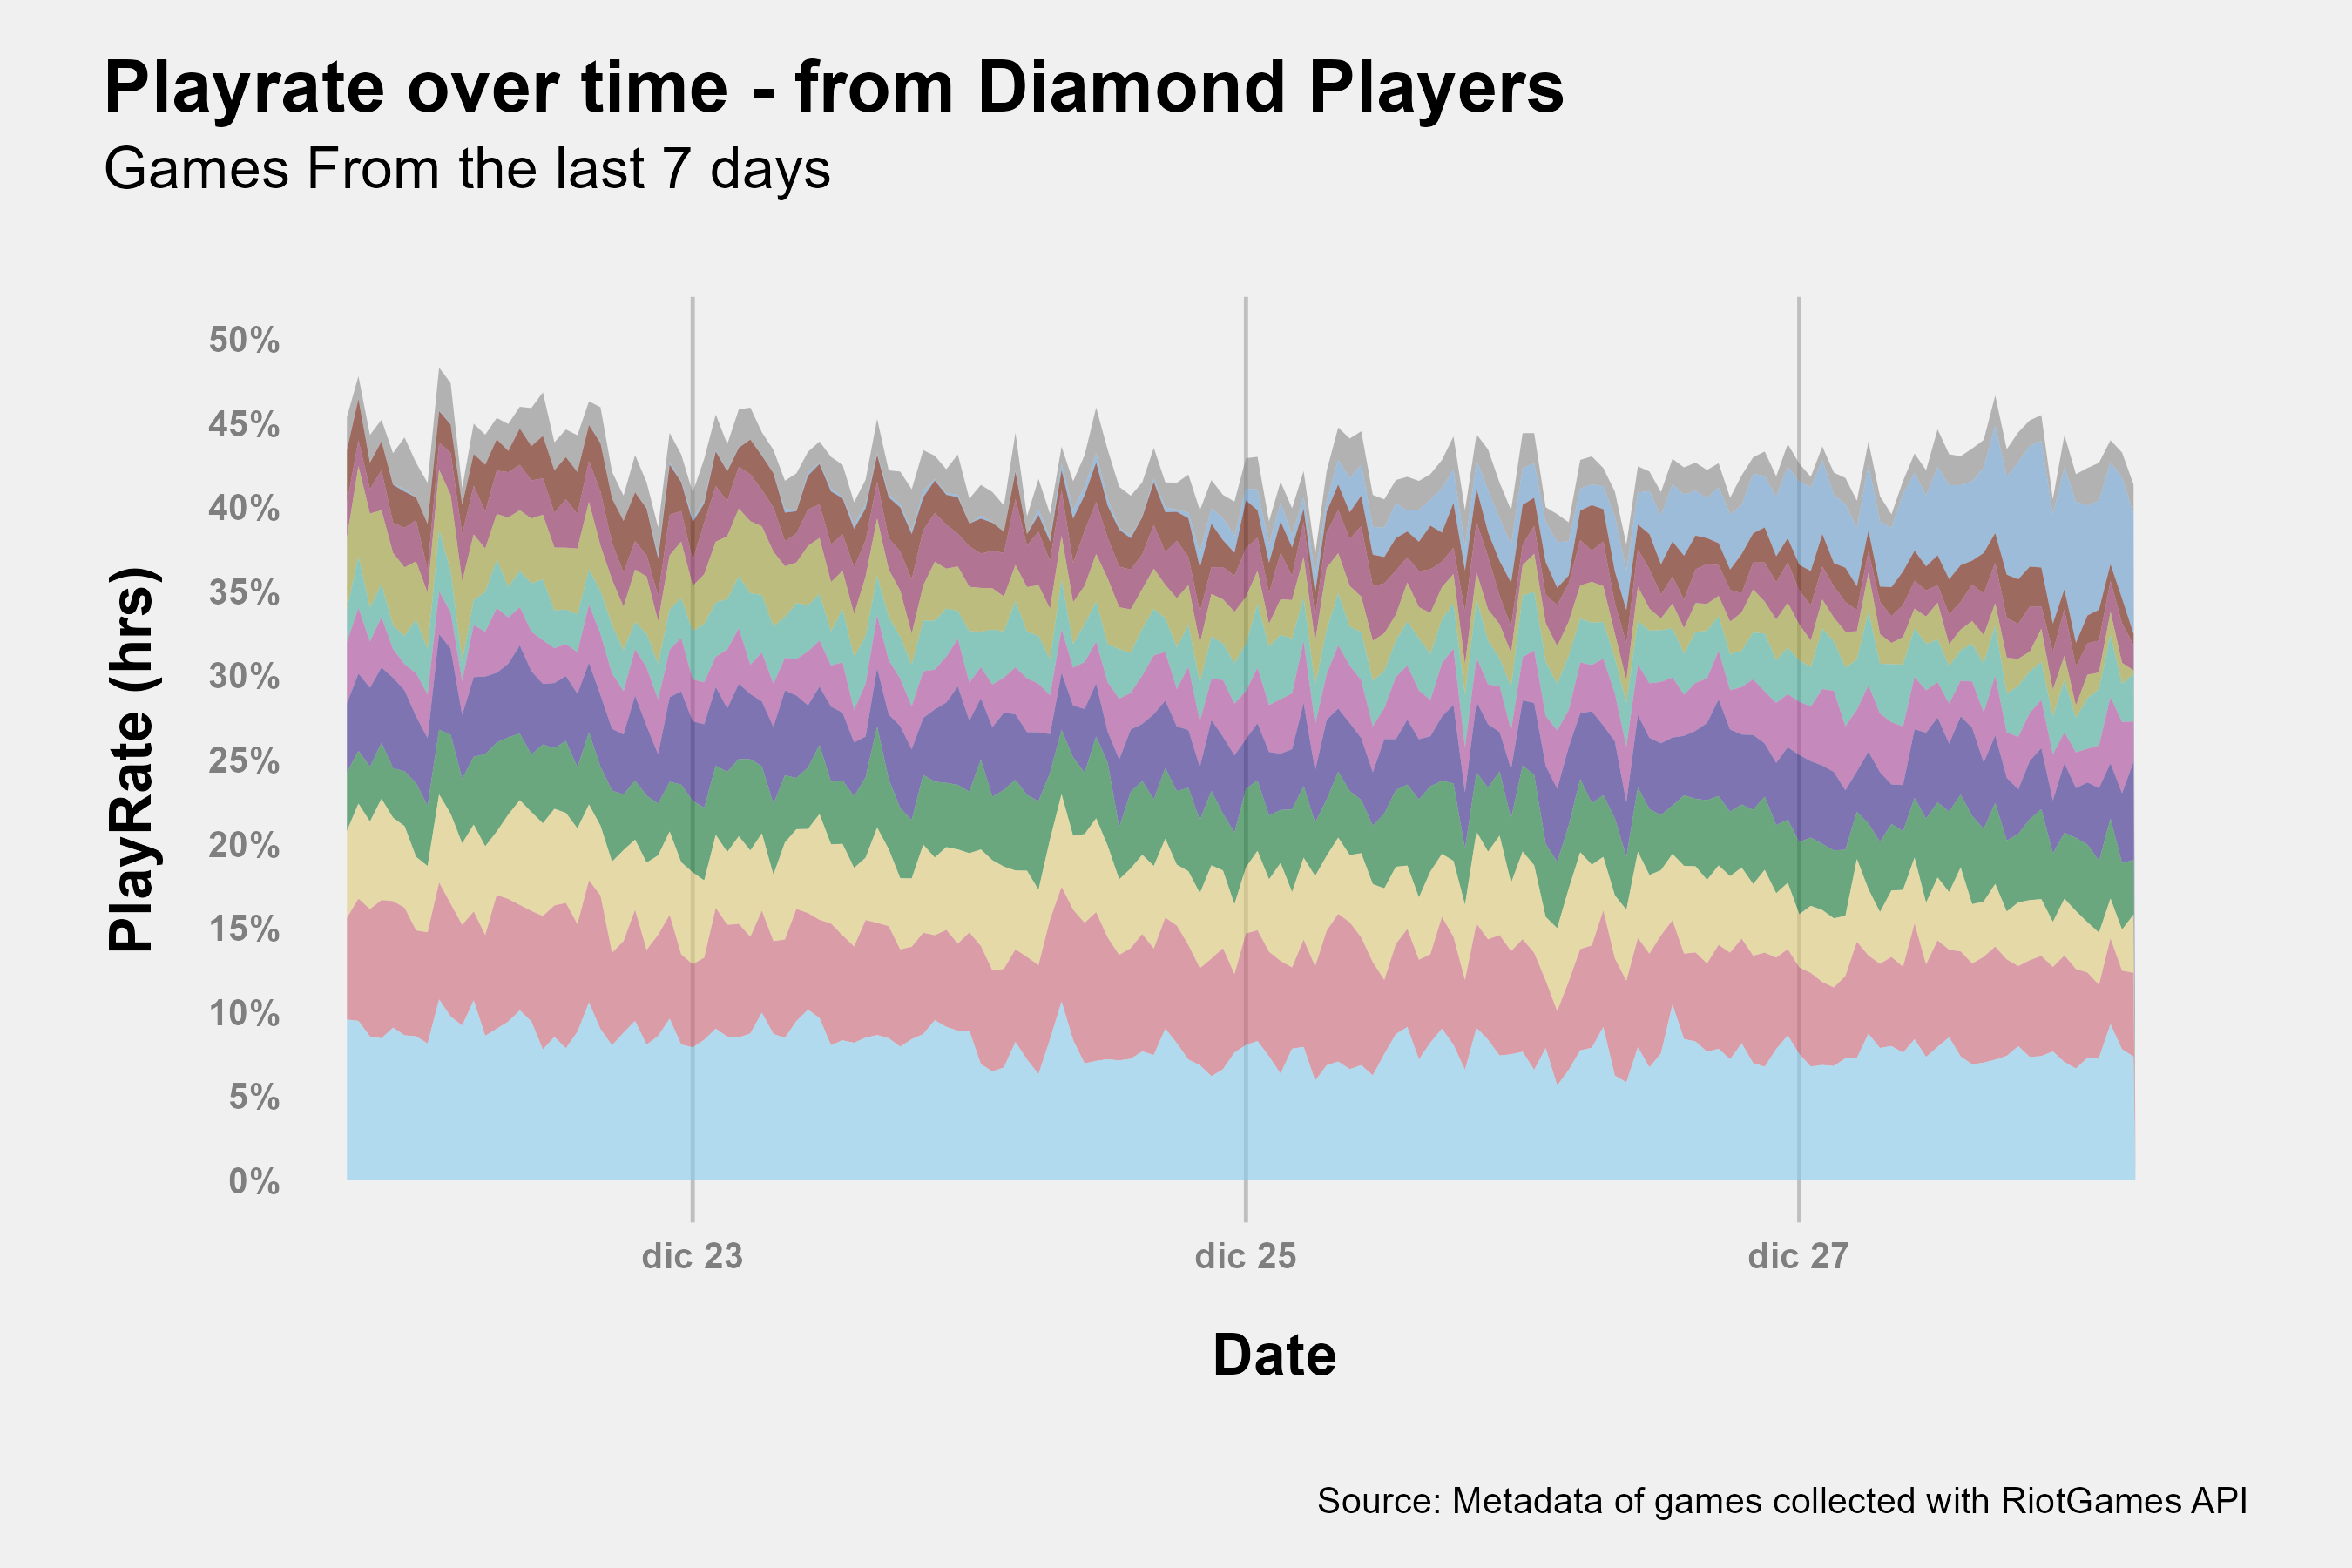 Playrate over time - from Diamond Players
Games From the last 7 days
PlayRate (hrs)
50%
45%
40%
35%
30%
25%
20%
15%
10%
5%
0%
dic 23
dic 25
dic 27
Date
Source: Metadata of games collected with RiotGames API